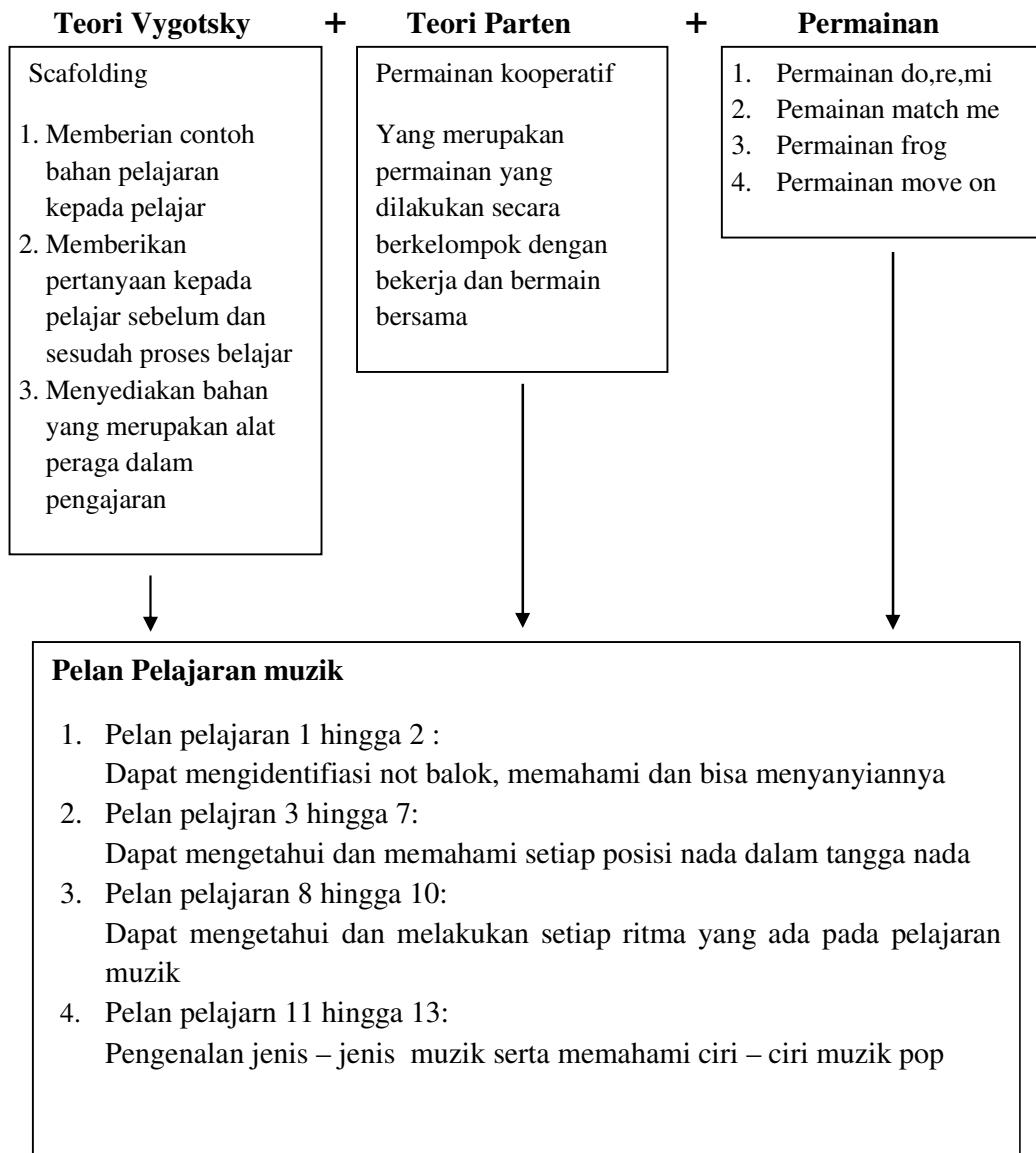 Teori Vygotsky + Teori Parten + Permainan
Scafolding
1. Memberian contoh
bahan pelajaran
kepada pelajar
2. Memberikan
pertanyaan kepada
pelajar sebelum dan
sesudah proses belajar
3. Menyediakan bahan
yang merupakan alat
peraga dalam
pengajaran
Permainan kooperatif
Yang merupakan
permainan yang
dilakukan secara
berkelompok dengan
bekerja dan bermain
bersama
1. Permainan do,re,mi
2. Pemainan match me
3. Permainan frog
4. Permainan move on
Pelan Pelajaran muzik
1. Pelan pelajaran 1 hingga 2 :
Dapat mengidentifiasi not balok, memahami dan bisa menyanyiannya
2. Pelan pelajran 3 hingga 7:
Dapat mengetahui dan memahami setiap posisi nada dalam tangga nada
3. Pelan pelajaran 8 hingga 10:
Dapat mengetahui dan melakukan setiap ritma yang ada pada pelajaran
muzik
4. Pelan pelajarn 11 hingga 13:
Pengenalan jenis – jenis muzik serta memahami ciri – ciri muzik pop